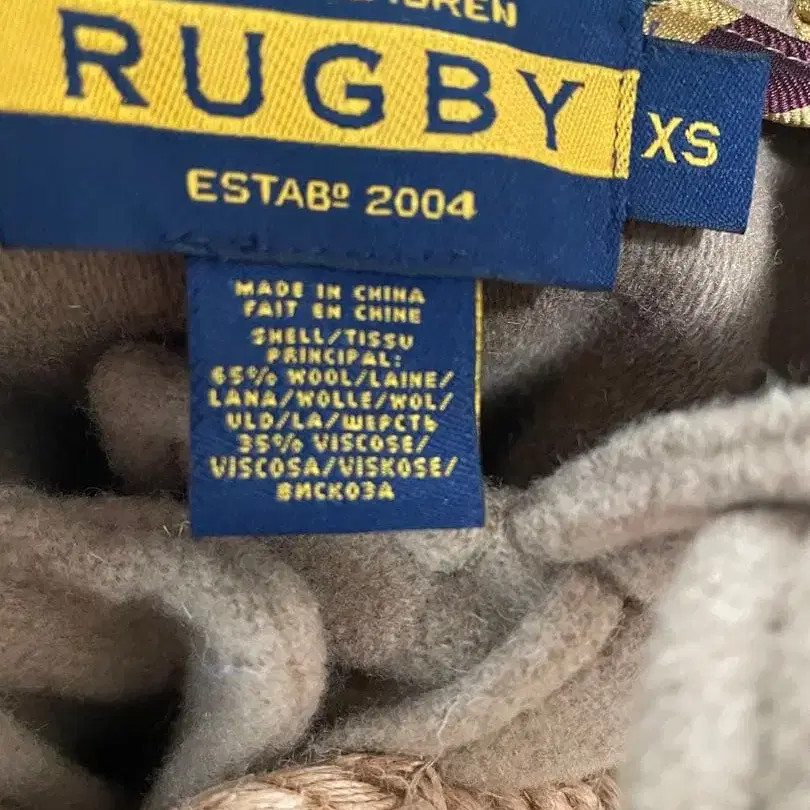 RUGBY
XS
ESTABº 2004
MADE IN CHINA
FAIT EN CHINE
SHELL/TISSU
PRINCIPAL:
65% WOOL/LAINE/
LANA/WOLLE/WOL/
ULD/LA/ШЕРСТЬ
35% VISCOSE/
VISCOSA/VISKOSE/
ВИСКОЗА